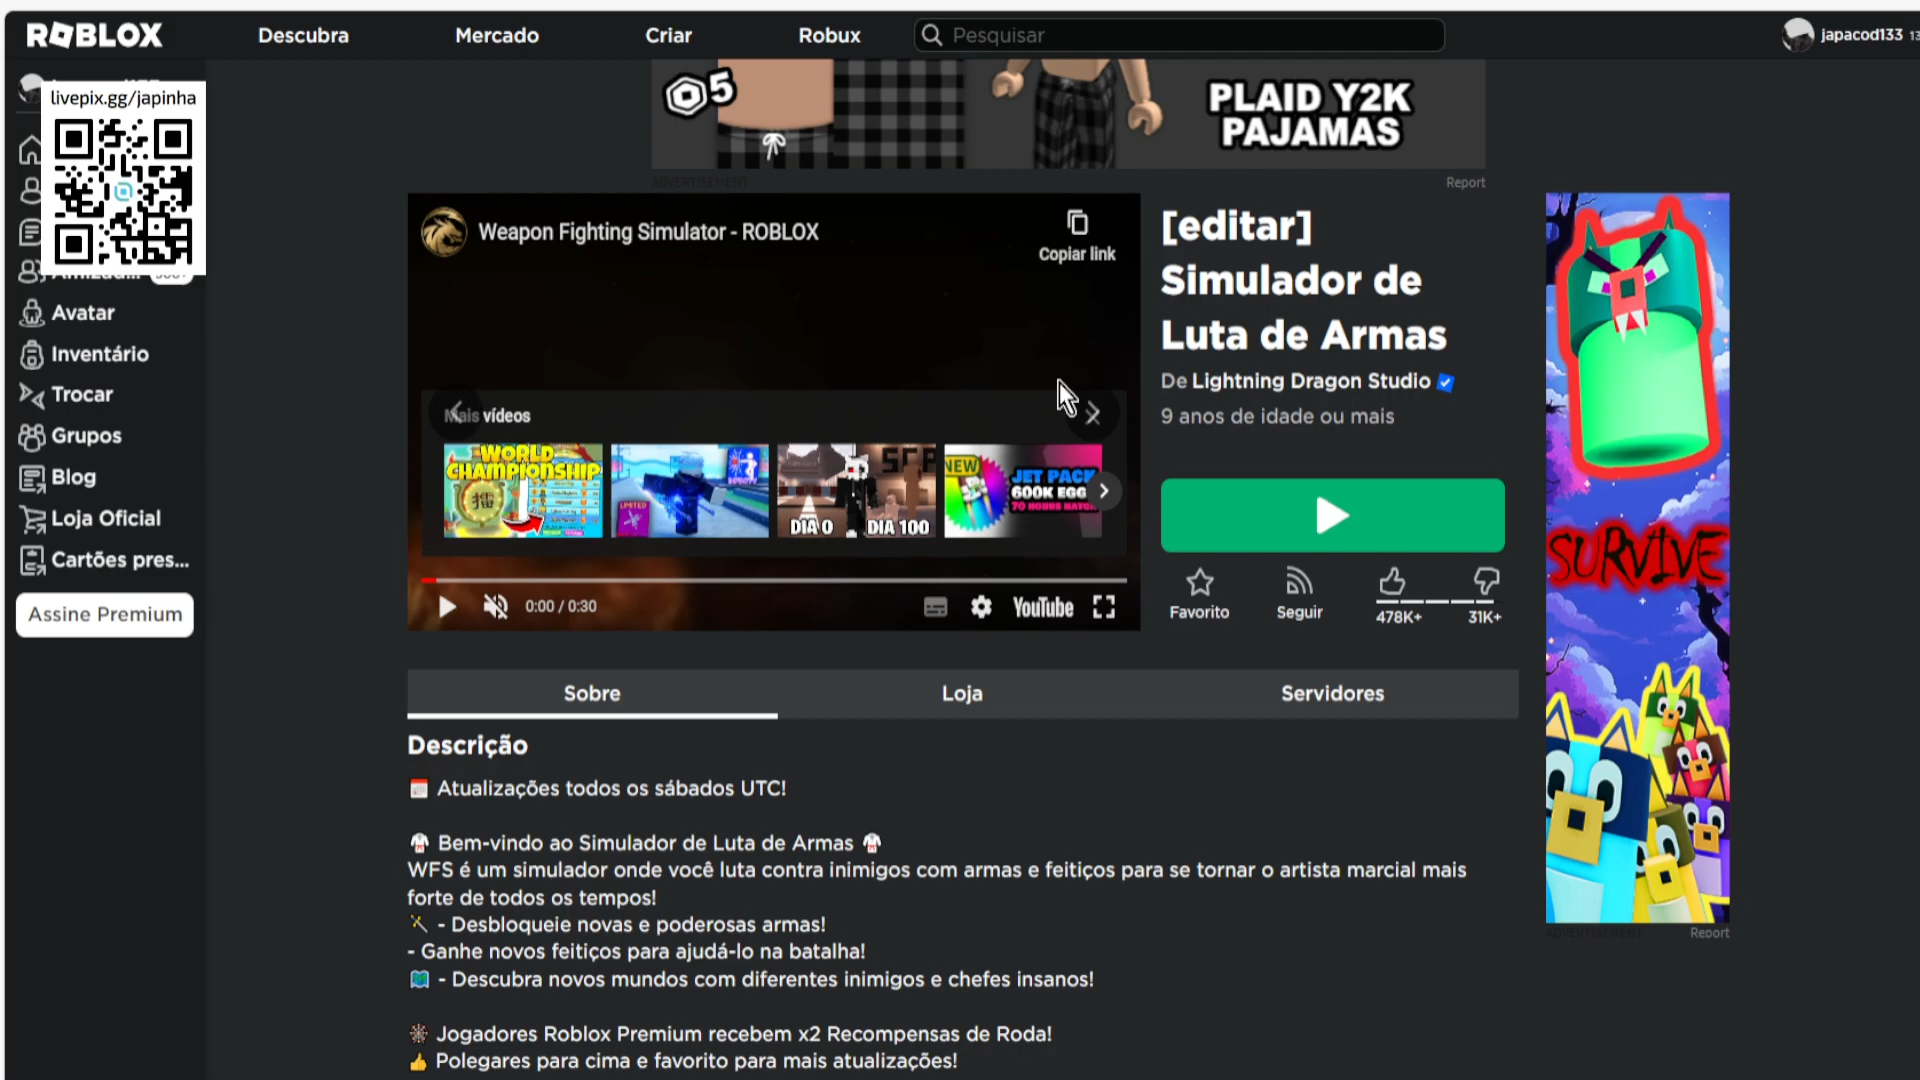 ROBLOX
Descubra
Mercado
Criar
Robux
Pesquisar
japacod133
livepix.gg/japinha
Avatar
Inventário
Trocar
Grupos
Blog
Loja Oficial
Cartões pres...
Assine Premium
5
PLAID Y2K
PAJAMAS
ADVERTISEMENT
Report
Weapon Fighting Simulator - ROBLOX
Copiar link
Mais vídeos
WORLD
CHAMPIONSHIP
LIMITED
SCP
DIA 0
DIA 100
NEW
JET PACK
600K EGG
0:00 / 0:30
YouTube
[editar]
Simulador de
Luta de Armas
De Lightning Dragon Studio
9 anos de idade ou mais
Favorito
Seguir
478K+
31K+
SURVIVE
ADVERTISEMENT
Report
Sobre
Loja
Servidores
Descrição
Atualizações todos os sábados UTC!
Bem-vindo ao Simulador de Luta de Armas
WFS é um simulador onde você luta contra inimigos com armas e feitiços para se tornar o artista marcial mais
forte de todos os tempos!
- Desbloqueie novas e poderosas armas!
- Ganhe novos feitiços para ajudá-lo na batalha!
- Descubra novos mundos com diferentes inimigos e chefes insanos!
Jogadores Roblox Premium recebem x2 Recompensas de Roda!
Polegares para cima e favorito para mais atualizações!